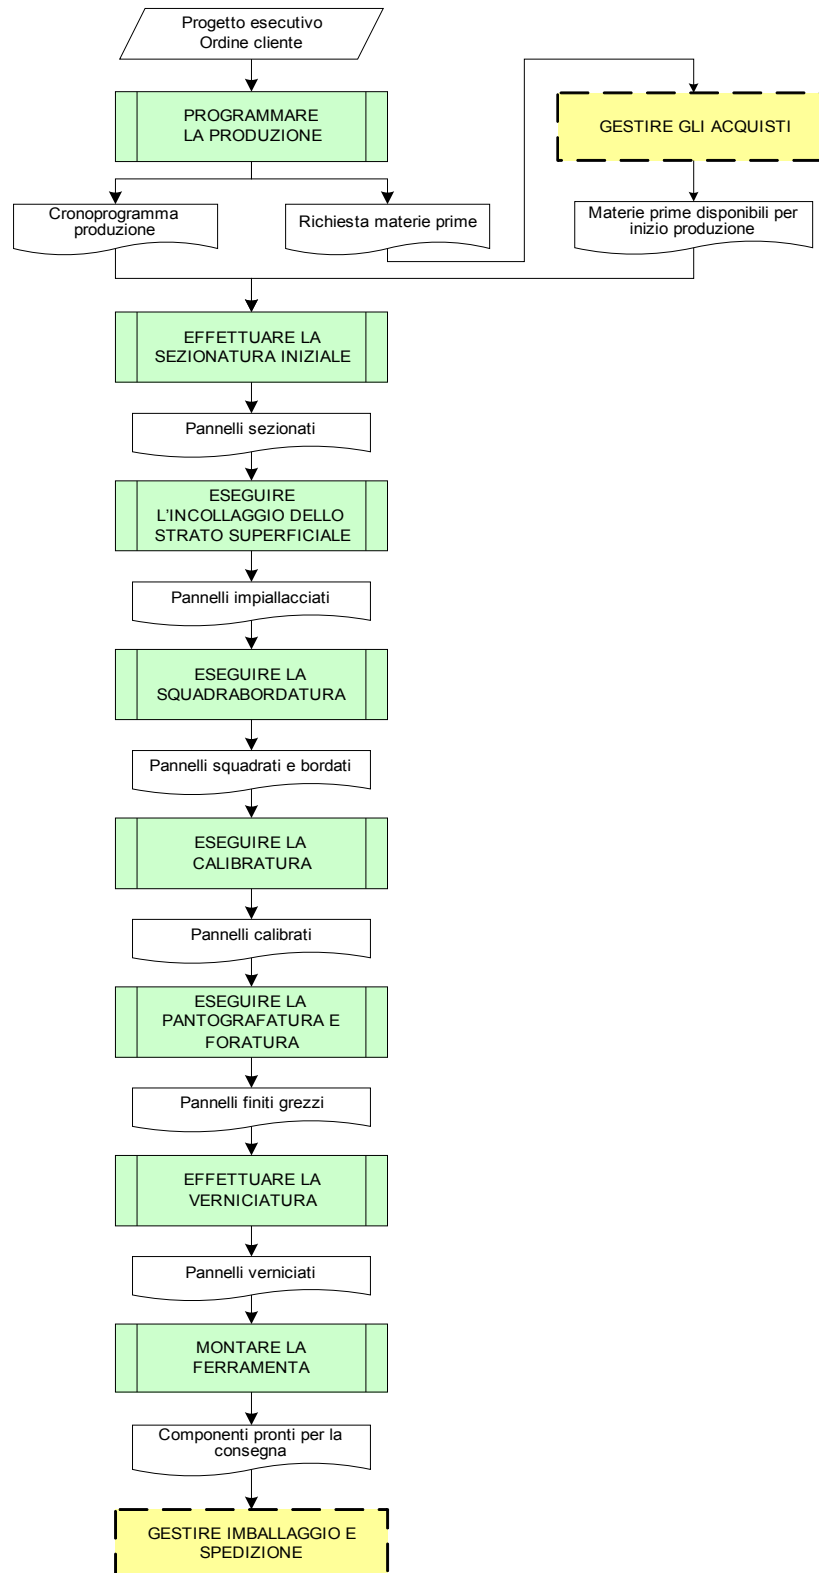 Progetto esecutivo
Ordine cliente
PROGRAMMARE
LA PRODUZIONE
GESTIRE GLI ACQUISTI
Cronoprogramma
produzione
Richiesta materie prime
Materie prime disponibili per
inizio produzione
EFFETTUARE LA
SEZIONATURA INIZIALE
Pannelli sezionati
ESEGUIRE
L'INCOLLAGGIO DELLO
STRATO SUPERFICIALE
Pannelli impiallacciati
ESEGUIRE LA
SQUADRABORDATURA
Pannelli squadrati e bordati
ESEGUIRE LA
CALIBRATURA
Pannelli calibrati
ESEGUIRE LA
PANTOGRAFATURA E
FORATURA
Pannelli finiti grezzi
EFFETTUARE LA
VERNICIATURA
Pannelli verniciati
MONTARE LA
FERRAMENTA
Componenti pronti per la
consegna
GESTIRE IMBALLAGGIO E
SPEDIZIONE